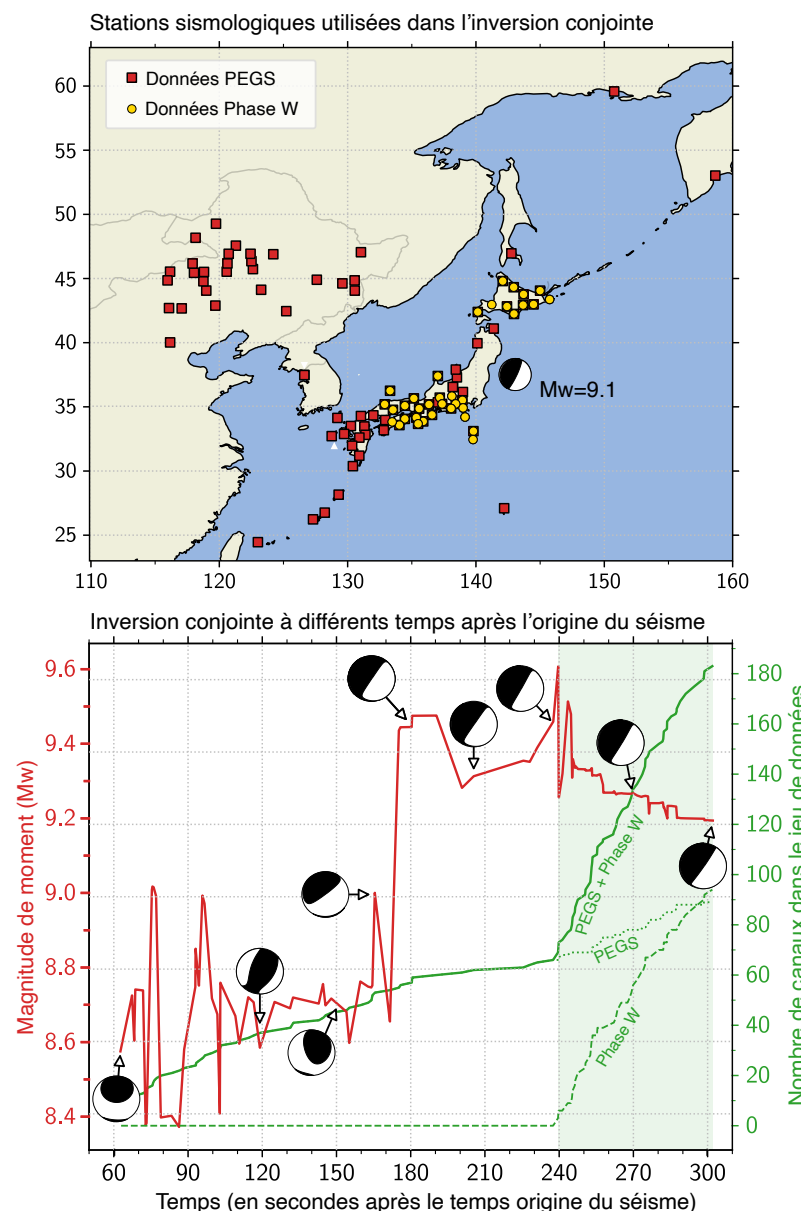 Stations sismologiques utilisées dans l'inversion conjointe
60
55
50
45
40
35
30
25
Données PEGS
Données Phase W
Mw=9.1
110 120 130 140 150 160
Inversion conjointe à différents temps après l'origine du séisme
Magnitude de moment (Mw)
9.6
9.4
9.2
9.0
8.8
8.6
8.4
PEGS + Phase W
PEGS
Phase W
180
160
140
120
100
80
60
40
20
0
Nombre de canaux dans le jeu de données
60 90 120 150 180 210 240 270 300
Temps (en secondes après le temps origine du séisme)